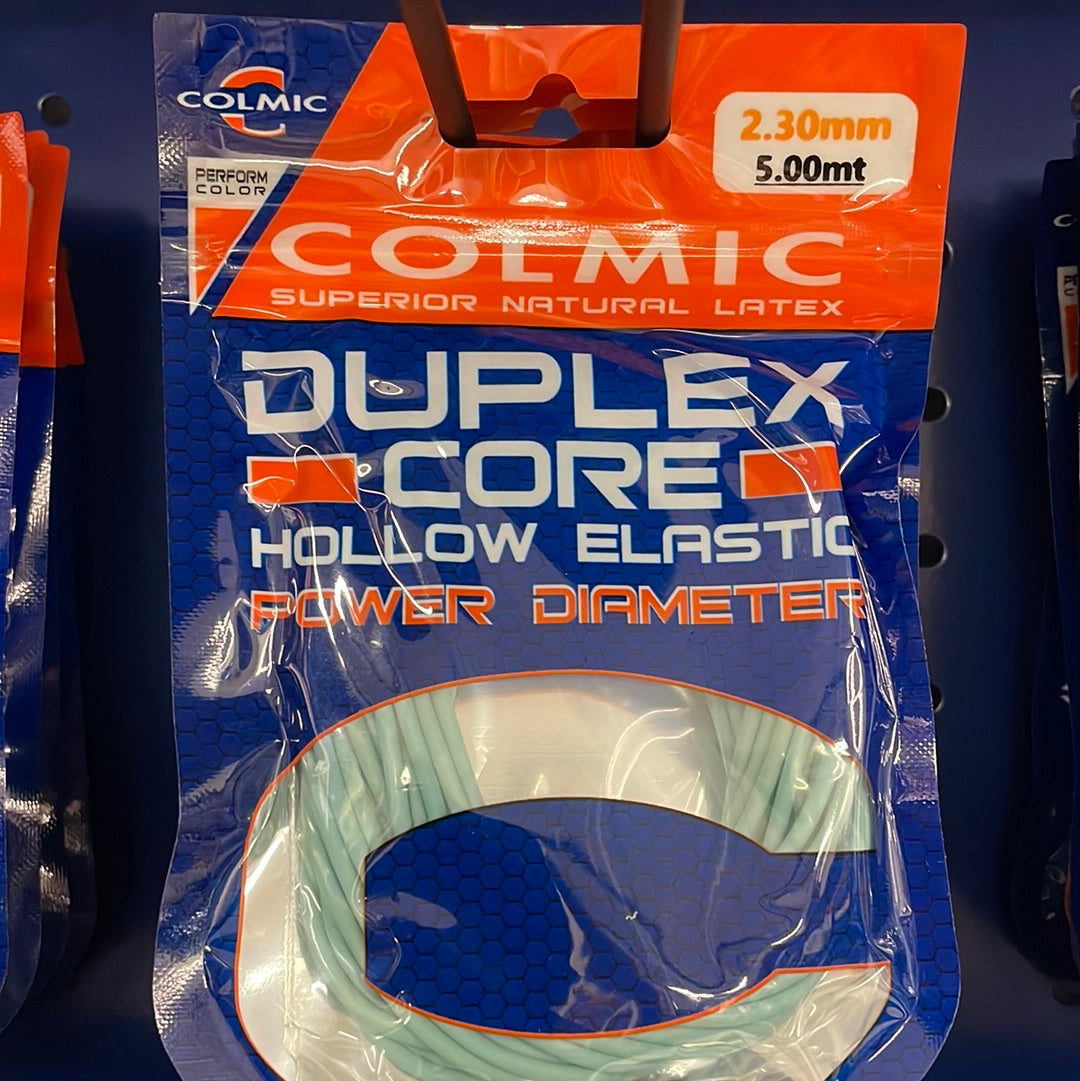 COLMIC
2.30mm
5.00mt
PERFORM
COLOR
COLMIC
SUPERIOR NATURAL LATEX
DUPLEX
CORE
HOLLOW ELASTIC
POWER DIAMETER